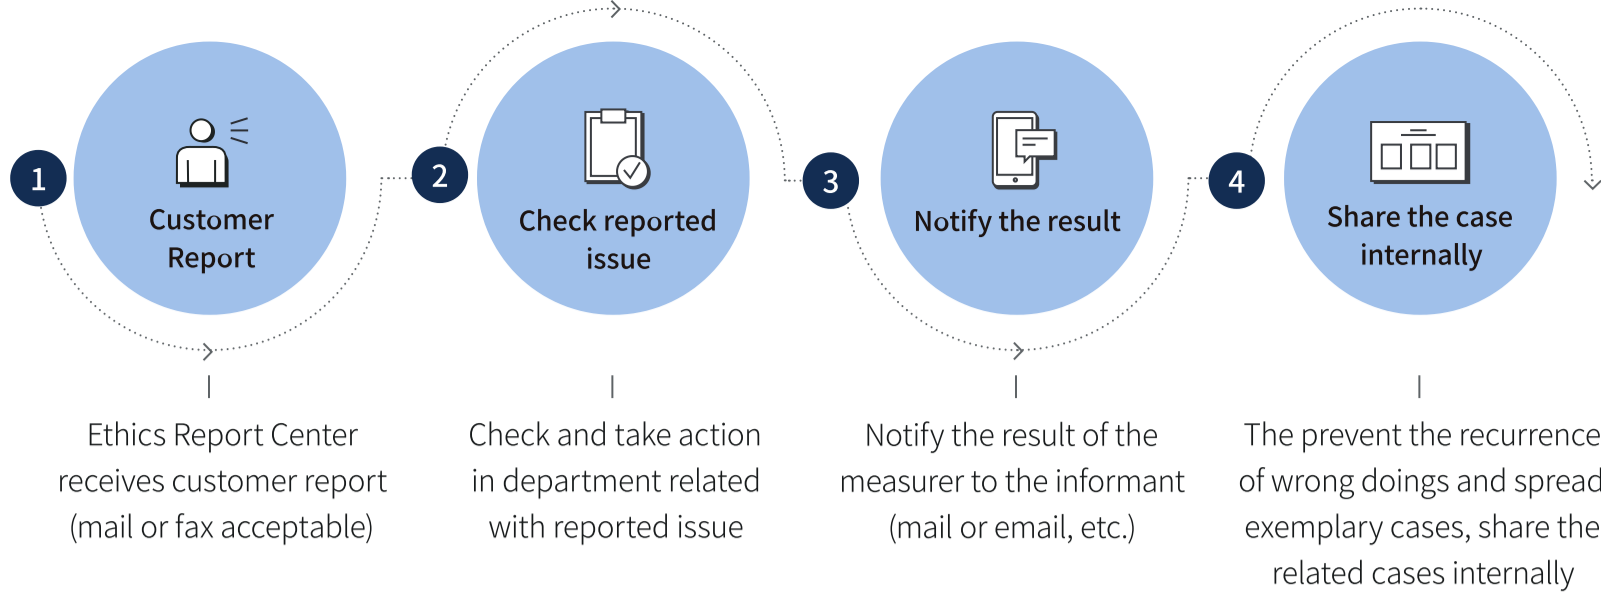 1
Customer
Report
Ethics Report Center
receives customer report
(mail or fax acceptable)
2
Check reported
issue
Check and take action
in department related
with reported issue
3
Notify the result
Notify the result of the
measurer to the informant
(mail or email, etc.)
4
Share the case
internally
The prevent the recurrence
of wrong doings and spread
exemplary cases, share the
related cases internally